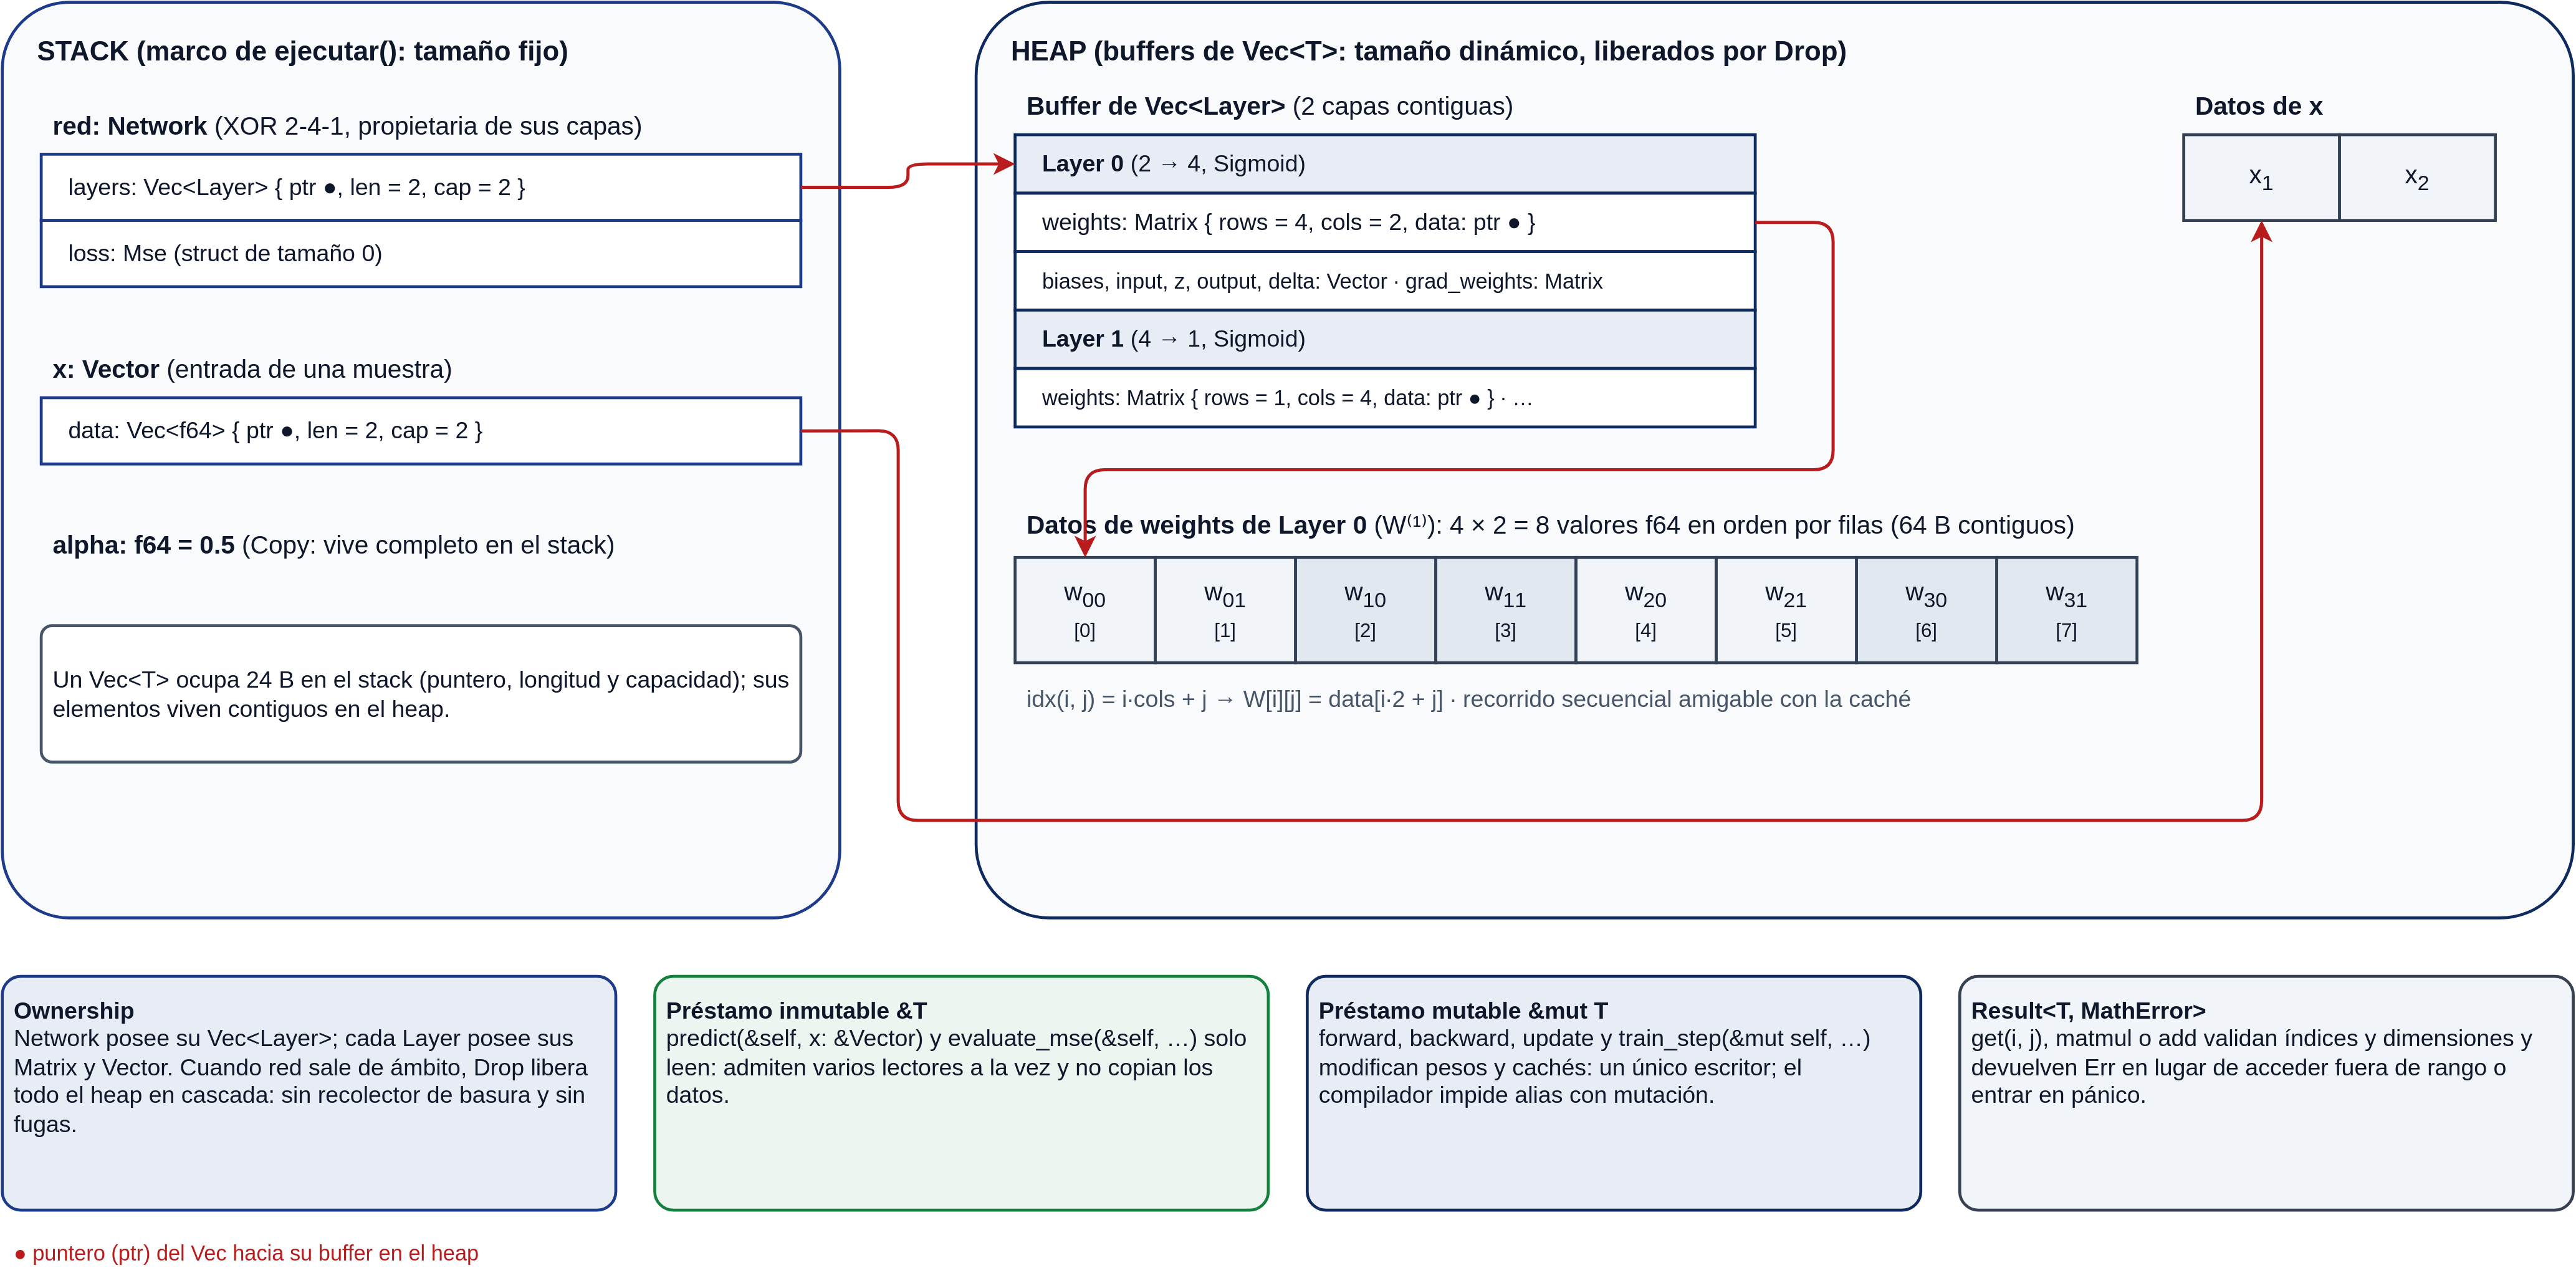 STACK (marco de ejecutar(): tamaño fijo)
red: Network (XOR 2-4-1, propietaria de sus capas)
layers: Vec<Layer> { ptr ●, len = 2, cap = 2 }
loss: Mse (struct de tamaño 0)
x: Vector (entrada de una muestra)
data: Vec<f64> { ptr ●, len = 2, cap = 2 }
alpha: f64 = 0.5 (Copy: vive completo en el stack)
Un Vec<T> ocupa 24 B en el stack (puntero, longitud y capacidad); sus
elementos viven contiguos en el heap.
HEAP (buffers de Vec<T>: tamaño dinámico, liberados por Drop)
Buffer de Vec<Layer> (2 capas contiguas)
Layer 0 (2 → 4, Sigmoid)
weights: Matrix { rows = 4, cols = 2, data: ptr ● }
biases, input, z, output, delta: Vector · grad_weights: Matrix
Layer 1 (4 → 1, Sigmoid)
weights: Matrix { rows = 1, cols = 4, data: ptr ● } · …
Datos de x
x₁ x₂
Datos de weights de Layer 0 (W⁽¹⁾): 4 × 2 = 8 valores f64 en orden por filas (64 B contiguos)
w₀₀ w₀₁ w₁₀ w₁₁ w₂₀ w₂₁ w₃₀ w₃₁
[0] [1] [2] [3] [4] [5] [6] [7]
idx(i, j) = i·cols + j → W[i][j] = data[i·2 + j] · recorrido secuencial amigable con la caché
Ownership
Network posee su Vec<Layer>; cada Layer posee sus
Matrix y Vector. Cuando red sale de ámbito, Drop libera
todo el heap en cascada: sin recolector de basura y sin
fugas.
Préstamo inmutable &T
predict(&self, x: &Vector) y evaluate_mse(&self, …) solo
leen: admiten varios lectores a la vez y no copian los
datos.
Préstamo mutable &mut T
forward, backward, update y train_step(&mut self, …)
modifican pesos y cachés: un único escritor; el
compilador impide alias con mutación.
Result<T, MathError>
get(i, j), matmul o add validan índices y dimensiones y
devuelven Err en lugar de acceder fuera de rango o
entrar en pánico.
● puntero (ptr) del Vec hacia su buffer en el heap